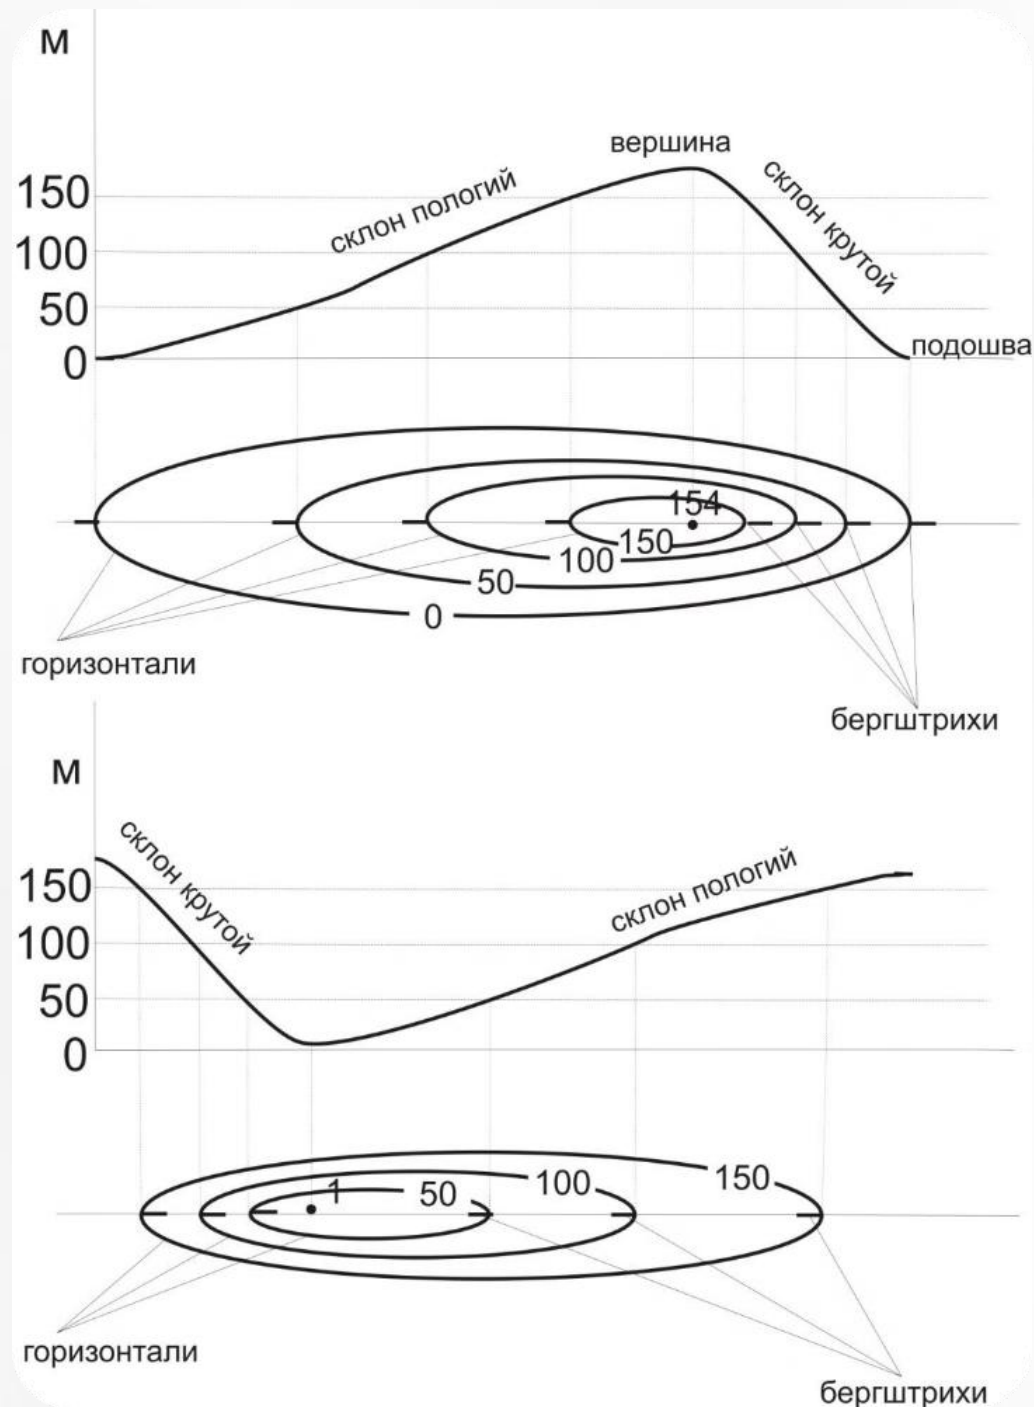 М
вершина
склон пологий
склон крутой
150
100
50
0
подошва
154
150
100
50
0
горизонтали
бергштрихи
М
склон крутой
склон пологий
150
100
50
0
1
50
100
150
горизонтали
бергштрихи